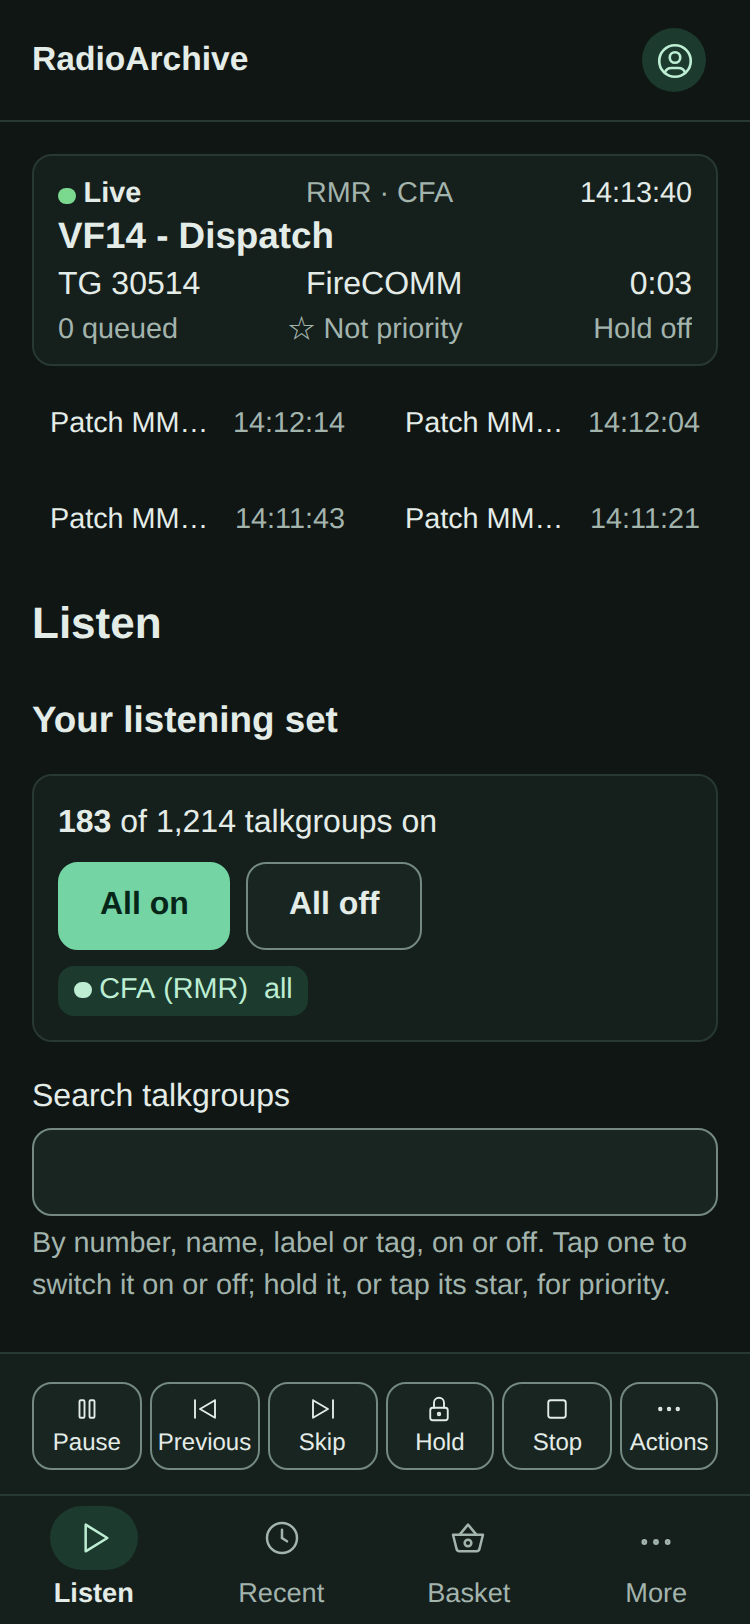 RadioArchive
Live RMR · CFA 14:13:40
VF14 - Dispatch
TG 30514 FireCOMM 0:03
0 queued ☆ Not priority Hold off
Patch MM… 14:12:14 Patch MM… 14:12:04
Patch MM… 14:11:43 Patch MM… 14:11:21
Listen
Your listening set
183 of 1,214 talkgroups on
All on All off
CFA (RMR) all
Search talkgroups
By number, name, label or tag, on or off. Tap one to
switch it on or off; hold it, or tap its star, for priority.
Pause Previous Skip Hold Stop Actions
Listen Recent Basket More